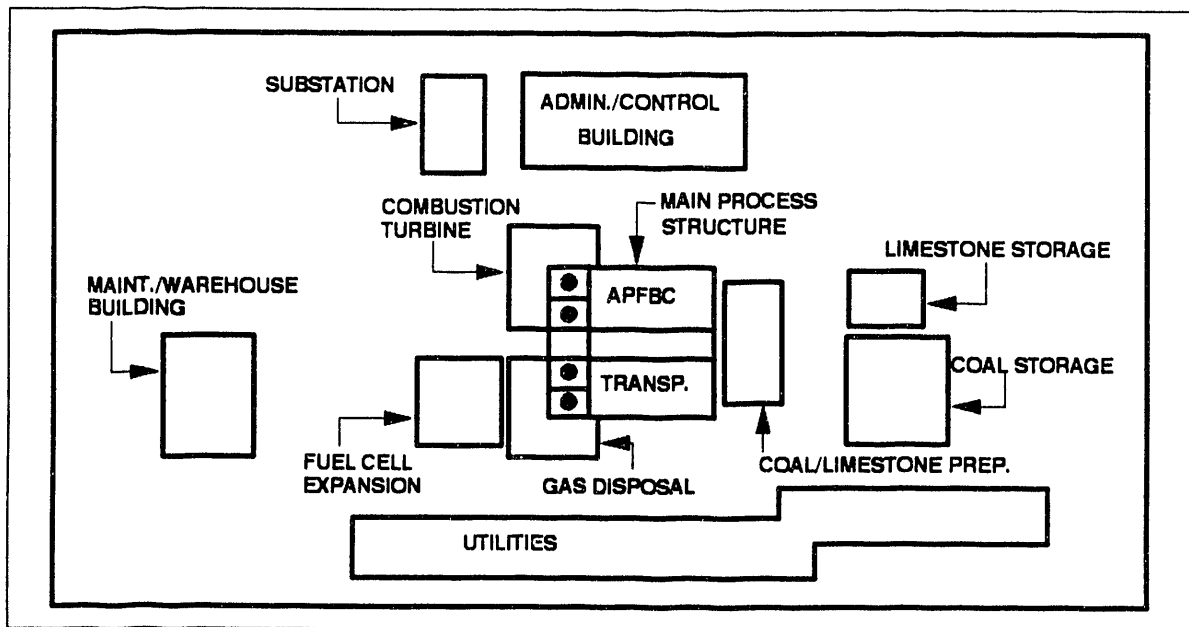 SUBSTATION
ADMIN./CONTROL
BUILDING
COMBUSTION
TURBINE
MAIN PROCESS
STRUCTURE
LIMESTONE STORAGE
MAINT./WAREHOUSE
BUILDING
APFBC
COAL STORAGE
TRANSP.
FUEL CELL
EXPANSION
GAS DISPOSAL
COAL/LIMESTONE PREP.
UTILITIES